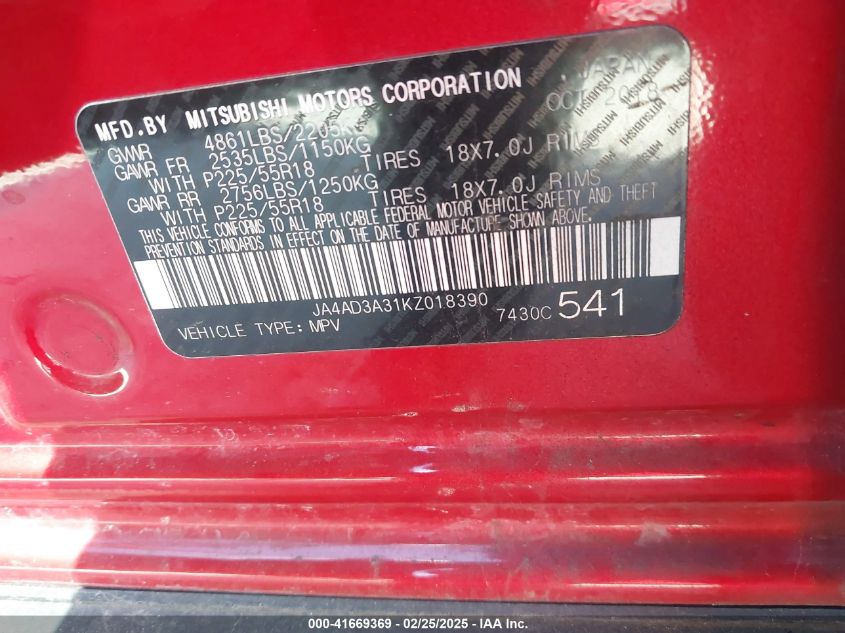 MFD.BY MITSUBISHI MOTORS CORPORATION , JAPAN
GVWR 4861LBS/2205KG OCT 2018
GAWR FR 2535LBS/1150KG
WITH P225/55R18 TIRES 18X7.0J RIMS
GAWR RR 2756LBS/1250KG
WITH P225/55R18 TIRES 18X7.0J RIMS
THIS VEHICLE CONFORMS TO ALL APPLICABLE FEDERAL MOTOR VEHICLE SAFETY AND THEFT
PREVENTION STANDARDS IN EFFECT ON THE DATE OF MANUFACTURE SHOWN ABOVE.
JA4AD3A31KZ018390
VEHICLE TYPE: MPV 7430C 541
000-41669369 - 02/25/2025 - IAA Inc.